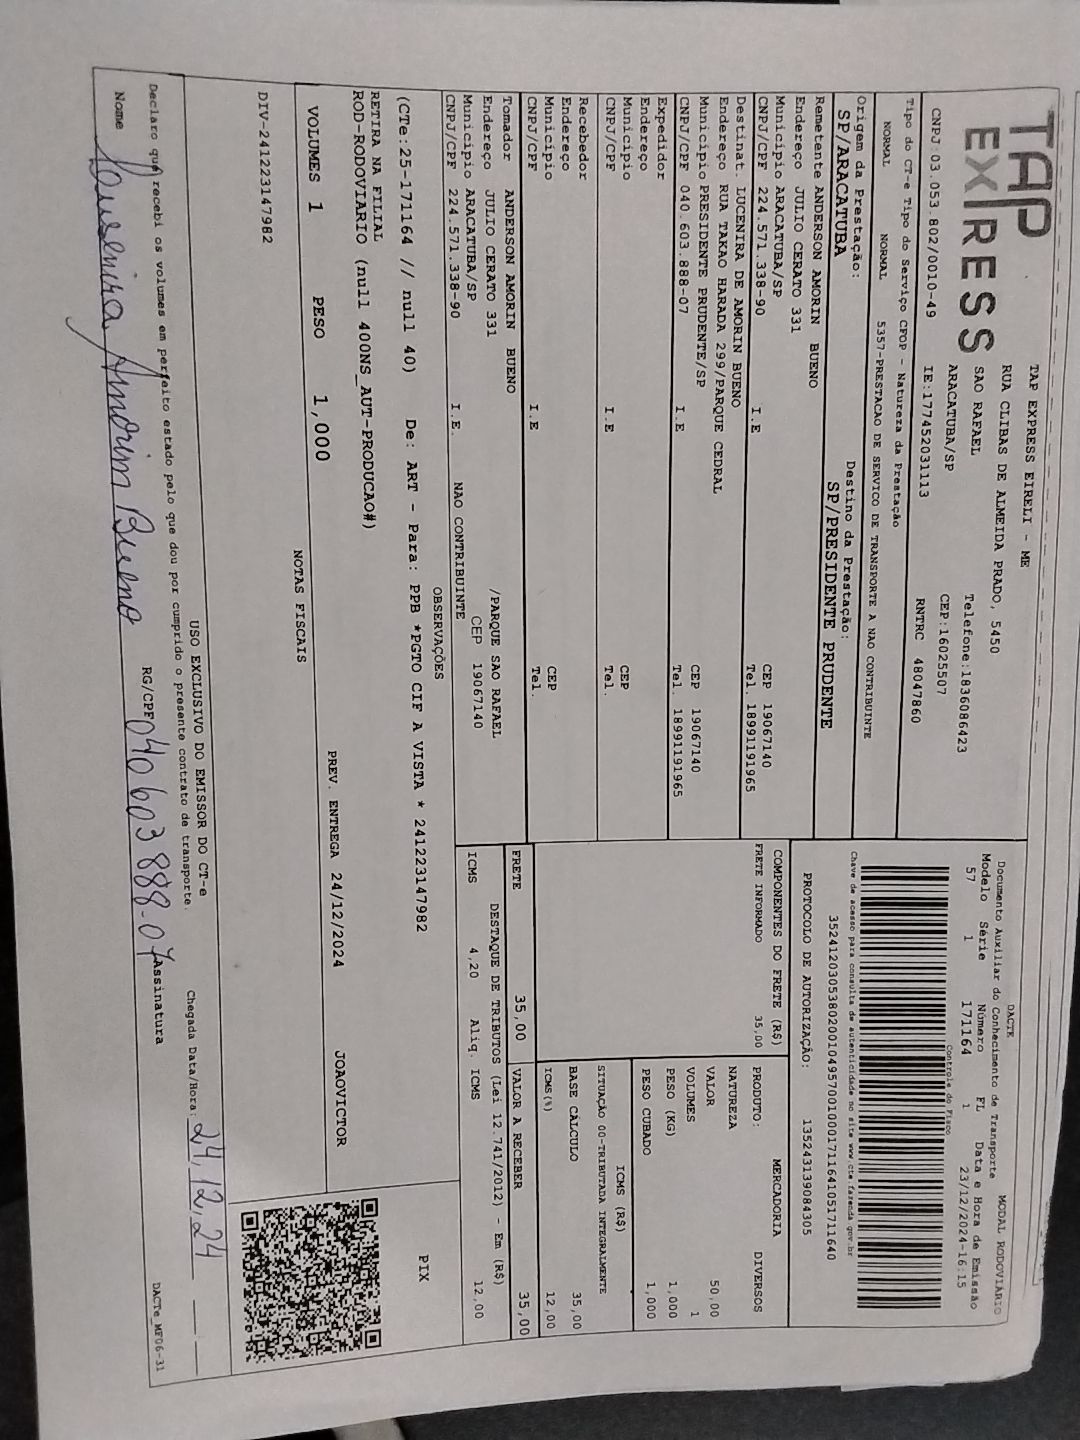 TAP
EXPRESS
TAP EXPRESS EIRELI - ME
RUA CLIBAS DE ALMEIDA PRADO, 5450
SAO RAFAEL Telefone:1836086423
ARACATUBA/SP CEP:16025507
CNPJ:03.053.802/0010-49 IE:177452031113 RNTRC 48047860
Tipo do CT-e Tipo do Serviço CFOP - Natureza da Prestação
NORMAL NORMAL 5357-PRESTACAO DE SERVICO DE TRANSPORTE A NAO CONTRIBUINTE
Origem da Prestação: Destino da Prestação:
SP/ARACATUBA SP/PRESIDENTE PRUDENTE
DACTE MODAL RODOVIÁRIO
Documento Auxiliar do Conhecimento de Transporte
Modelo Série Número FL Data e Hora de Emissão
57 1 171164 1 23/12/2024-16:15
Controle do Fisco
Chave de acesso para consulta de autenticidade no site www.cte.fazenda.gov.br
35241203053802001049570010001711641051711640
PROTOCOLO DE AUTORIZAÇÃO: 135243139084305
Remetente ANDERSON AMORIN BUENO
Endereço JULIO CERATO 331
Municipio ARACATUBA/SP CEP 19067140
CNPJ/CPF 224.571.338-90 I.E Tel. 18991191965
Destinat. LUCENIRA DE AMORIN BUENO
Endereço RUA TAKAO HARADA 299/PARQUE CEDRAL
Municipio PRESIDENTE PRUDENTE/SP CEP 19067140
CNPJ/CPF 040.603.888-07 I.E Tel. 18991191965
Expedidor
Endereço
Municipio CEP
CNPJ/CPF I.E Tel.
Recebedor
Endereço
Municipio CEP
CNPJ/CPF I.E Tel.
Tomador ANDERSON AMORIN BUENO
Endereço JULIO CERATO 331 /PARQUE SAO RAFAEL
Municipio ARACATUBA/SP CEP 19067140
CNPJ/CPF 224.571.338-90 I.E. NAO CONTRIBUINTE
COMPONENTES DO FRETE (R$)
FRETE INFORMADO 35,00
MERCADORIA
PRODUTO: DIVERSOS
NATUREZA
VALOR 50,00
VOLUMES 1
PESO (KG) 1,000
PESO CUBADO 1,000
ICMS (R$)
SITUAÇÃO 00-TRIBUTADA INTEGRALMENTE
BASE CÁLCULO 35,00
ICMS(%) 12,00
FRETE 35,00 VALOR A RECEBER 35,00
DESTAQUE DE TRIBUTOS (Lei 12.741/2012) - Em (R$)
ICMS 4,20 Aliq. ICMS 12,00
OBSERVAÇÕES
(CTe:25-171164 // null 40) De: ART - Para: PPB *PGTO CIF A VISTA * 241223147982
RETIRA NA FILIAL
ROD-RODOVIARIO (null 400NS_AUT-PRODUCAO#)
PIX
VOLUMES 1 PESO 1,000 PREV. ENTREGA 24/12/2024 JOAOVICTOR
NOTAS FISCAIS
DIV-241223147982
USO EXCLUSIVO DO EMISSOR DO CT-e
Declaro que recebi os volumes em perfeito estado pelo que dou por cumprido o presente contrato de transporte. Chegada Data/Hora: 24,12,24
Nome Lucenira Amorim Bueno RG/CPF 040603888-07 Assinatura
DACTe_MF06-31